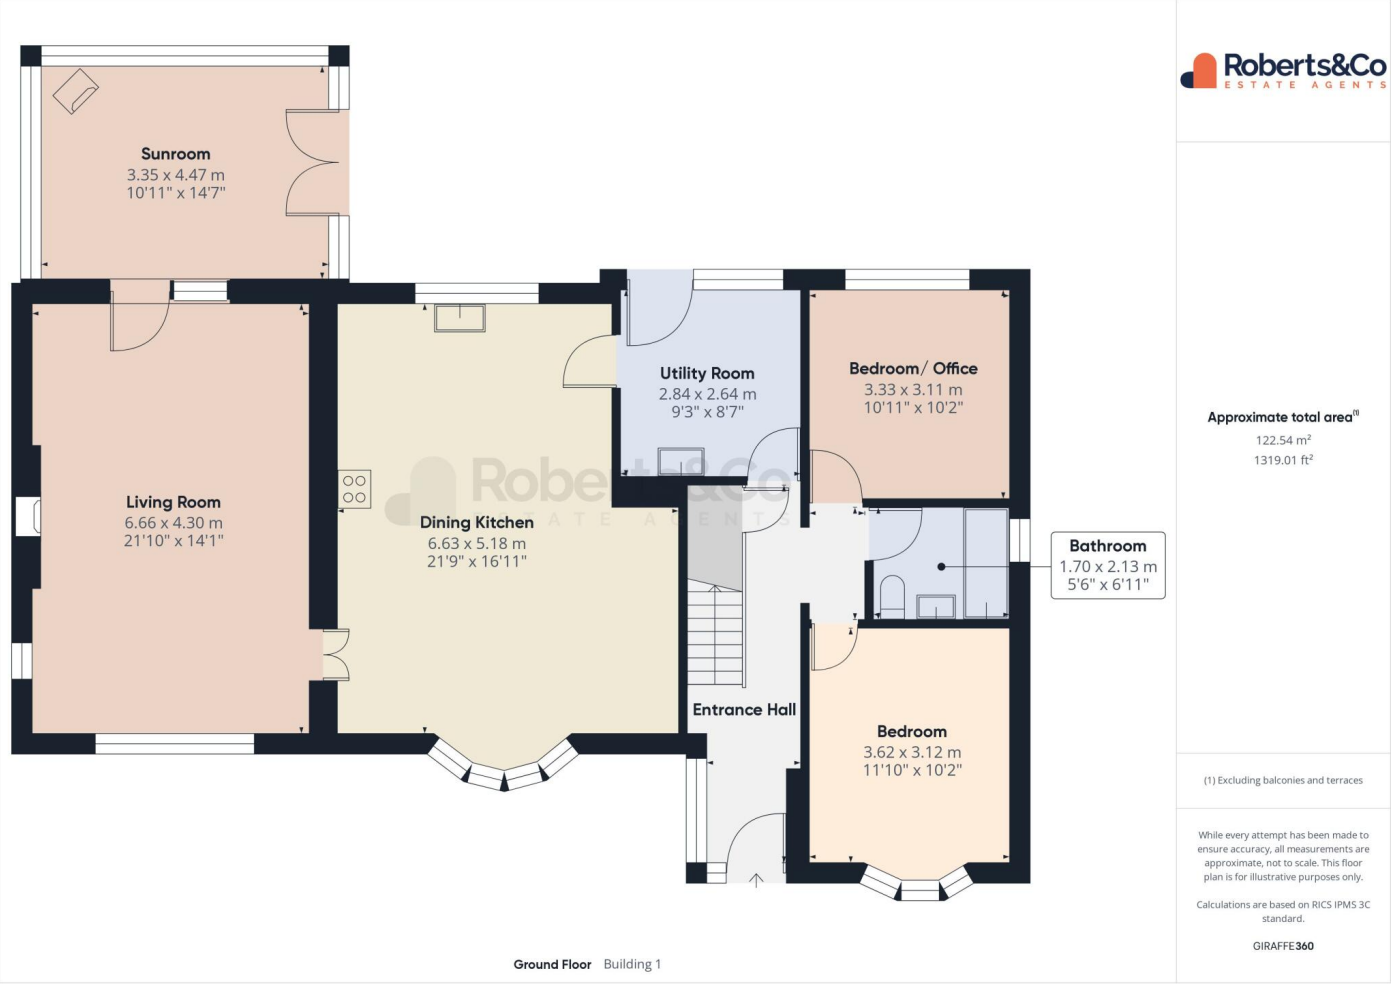 Roberts&Co
ESTATE AGENTS
Sunroom
3.35 x 4.47 m
10'11" x 14'7"
Utility Room
2.84 x 2.64 m
9'3" x 8'7"
Bedroom/ Office
3.33 x 3.11 m
10'11" x 10'2"
Roberts&Co
ESTATE AGENTS
Living Room
6.66 x 4.30 m
21'10" x 14'1"
Dining Kitchen
6.63 x 5.18 m
21'9" x 16'11"
Bathroom
1.70 x 2.13 m
5'6" x 6'11"
Entrance Hall
Bedroom
3.62 x 3.12 m
11'10" x 10'2"
Ground Floor Building 1
Approximate total area(1)
122.54 m²
1319.01 ft²
(1) Excluding balconies and terraces
While every attempt has been made to
ensure accuracy, all measurements are
approximate, not to scale. This floor
plan is for illustrative purposes only.
Calculations are based on RICS IPMS 3C
standard.
GIRAFFE360